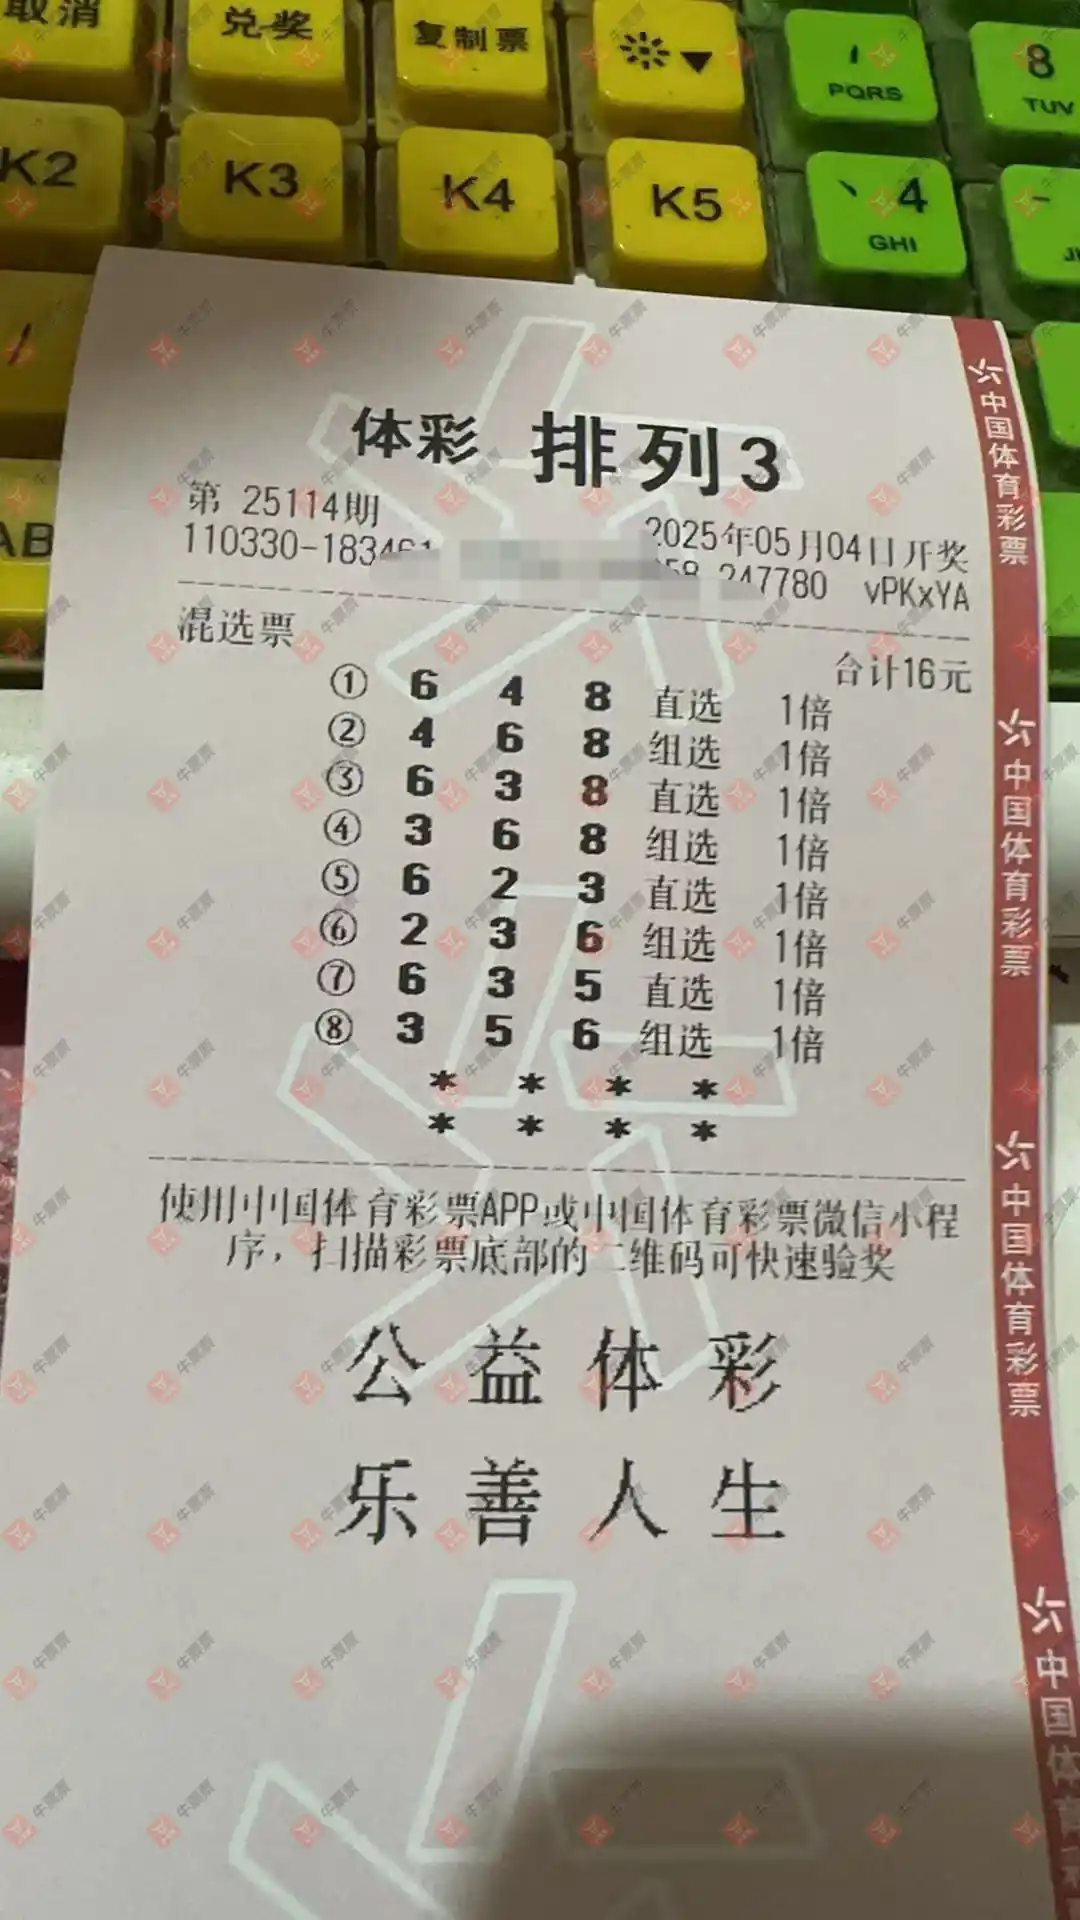 取消 兑奖 复制票
PQRS 8 TUV
K2 K3 K4 K5 4 GHI
体彩 排列3
第 25114期 2025年05月04日开奖
110330-183461 247780 vPKxYA
混选票 合计16元
① 6 4 8 直选 1倍
② 4 6 8 组选 1倍
③ 6 3 8 直选 1倍
④ 3 6 8 组选 1倍
⑤ 6 2 3 直选 1倍
⑥ 2 3 6 组选 1倍
⑦ 6 3 5 直选 1倍
⑧ 3 5 6 组选 1倍
* * * *
* * * *
使用中国体育彩票APP或中国体育彩票微信小程
序，扫描彩票底部的二维码可快速验奖
公益体彩
乐善人生
中国体育彩票
中国体育彩票
中国体育彩票
中国体育
牛票票